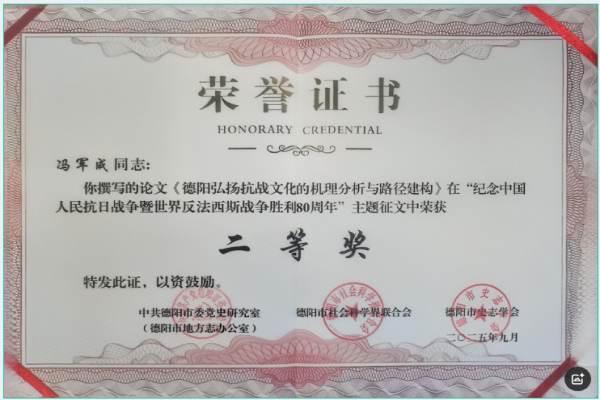 荣誉证书
HONORARY CREDENTIAL
冯军成同志：
你撰写的论文《德阳弘扬抗战文化的机理分析与路径建构》在“纪念中国
人民抗日战争暨世界反法西斯战争胜利80周年”主题征文中荣获
二等奖
特发此证，以资鼓励。
中共德阳市委党史研究室 德阳市社会科学界联合会 德阳市史志学会
（德阳市地方志办公室）
二〇二五年九月